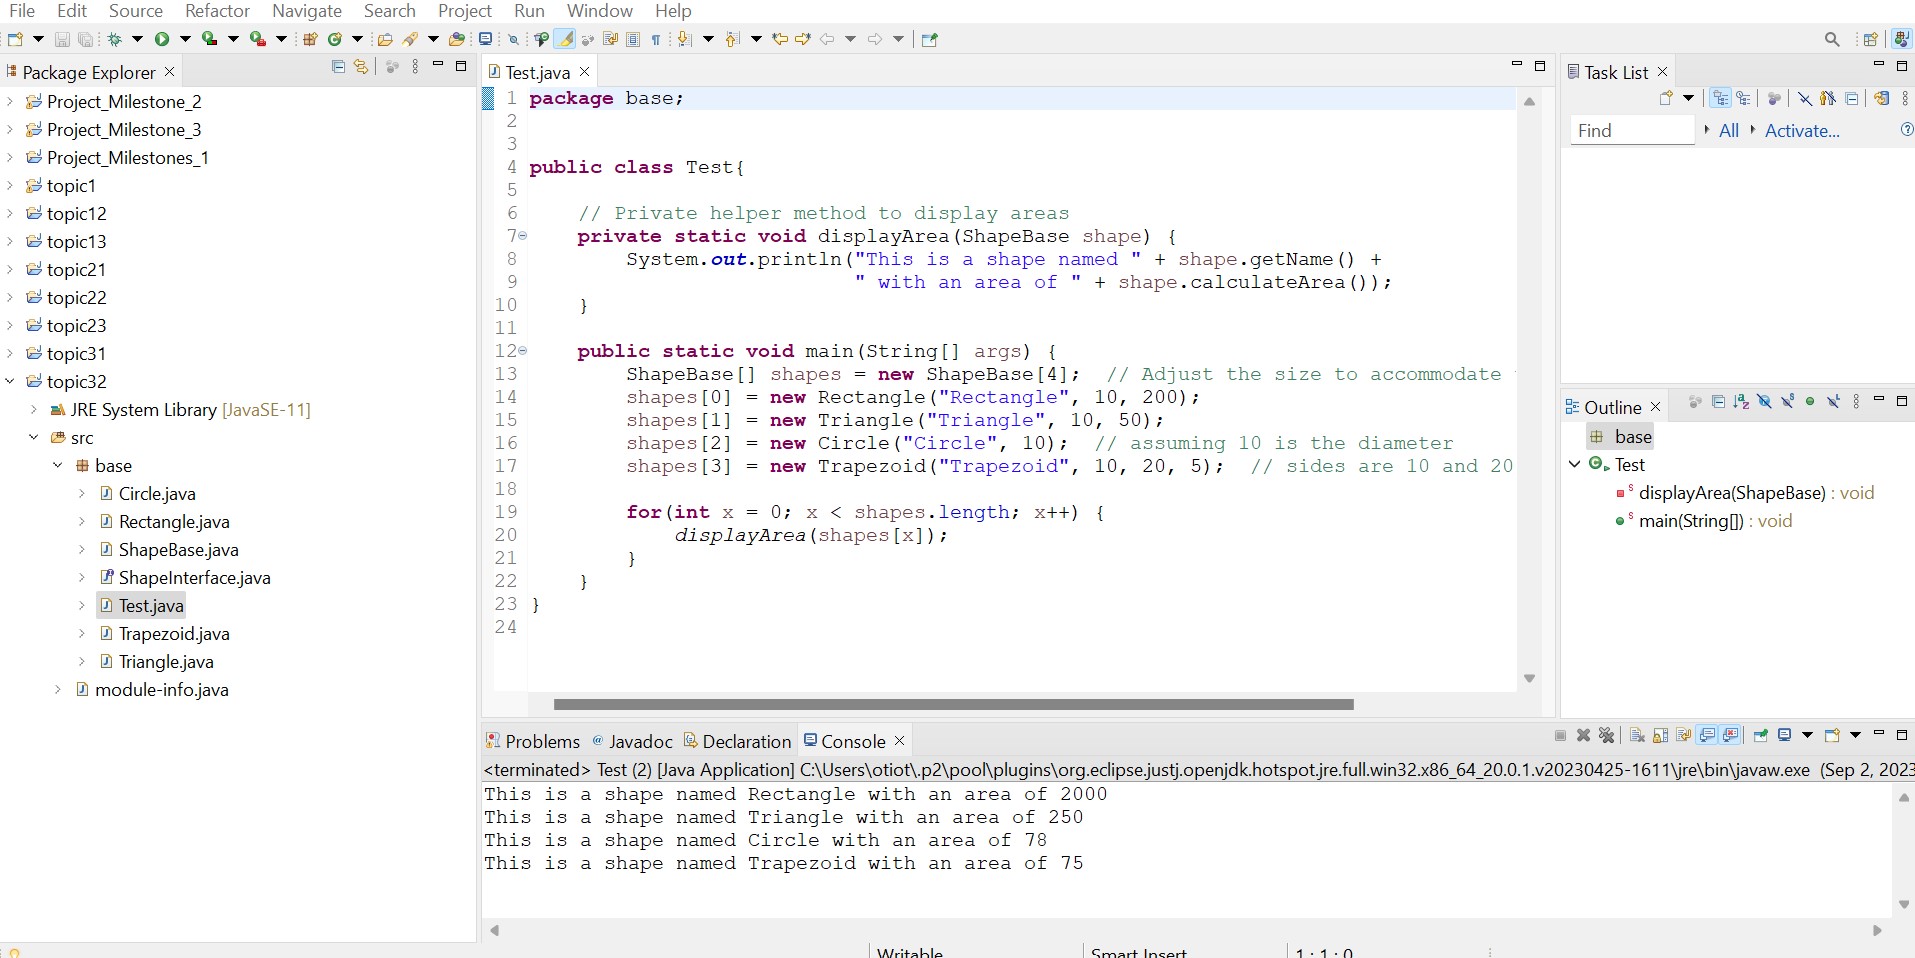 File Edit Source Refactor Navigate Search Project Run Window Help
Package Explorer
Project_Milestone_2
Project_Milestone_3
Project_Milestones_1
topic1
topic12
topic13
topic21
topic22
topic23
topic31
topic32
JRE System Library [JavaSE-11]
src
base
Circle.java
Rectangle.java
ShapeBase.java
ShapeInterface.java
Test.java
Trapezoid.java
Triangle.java
module-info.java
Test.java
1 package base;
2
3
4 public class Test{
5
6 // Private helper method to display areas
7 private static void displayArea(ShapeBase shape) {
8 System.out.println("This is a shape named " + shape.getName() +
9 " with an area of " + shape.calculateArea());
10 }
11
12 public static void main(String[] args) {
13 ShapeBase[] shapes = new ShapeBase[4]; // Adjust the size to accommodate
14 shapes[0] = new Rectangle("Rectangle", 10, 200);
15 shapes[1] = new Triangle("Triangle", 10, 50);
16 shapes[2] = new Circle("Circle", 10); // assuming 10 is the diameter
17 shapes[3] = new Trapezoid("Trapezoid", 10, 20, 5); // sides are 10 and 20
18
19 for(int x = 0; x < shapes.length; x++) {
20 displayArea(shapes[x]);
21 }
22 }
23 }
24
Task List
Find All Activate...
Outline
base
Test
displayArea(ShapeBase) : void
main(String[]) : void
Problems @ Javadoc Declaration Console
<terminated> Test (2) [Java Application] C:\Users\otiot\.p2\pool\plugins\org.eclipse.justj.openjdk.hotspot.jre.full.win32.x86_64_20.0.1.v20230425-1611\jre\bin\javaw.exe (Sep 2, 2023
This is a shape named Rectangle with an area of 2000
This is a shape named Triangle with an area of 250
This is a shape named Circle with an area of 78
This is a shape named Trapezoid with an area of 75
Writable Smart Insert 1 : 1 : 0